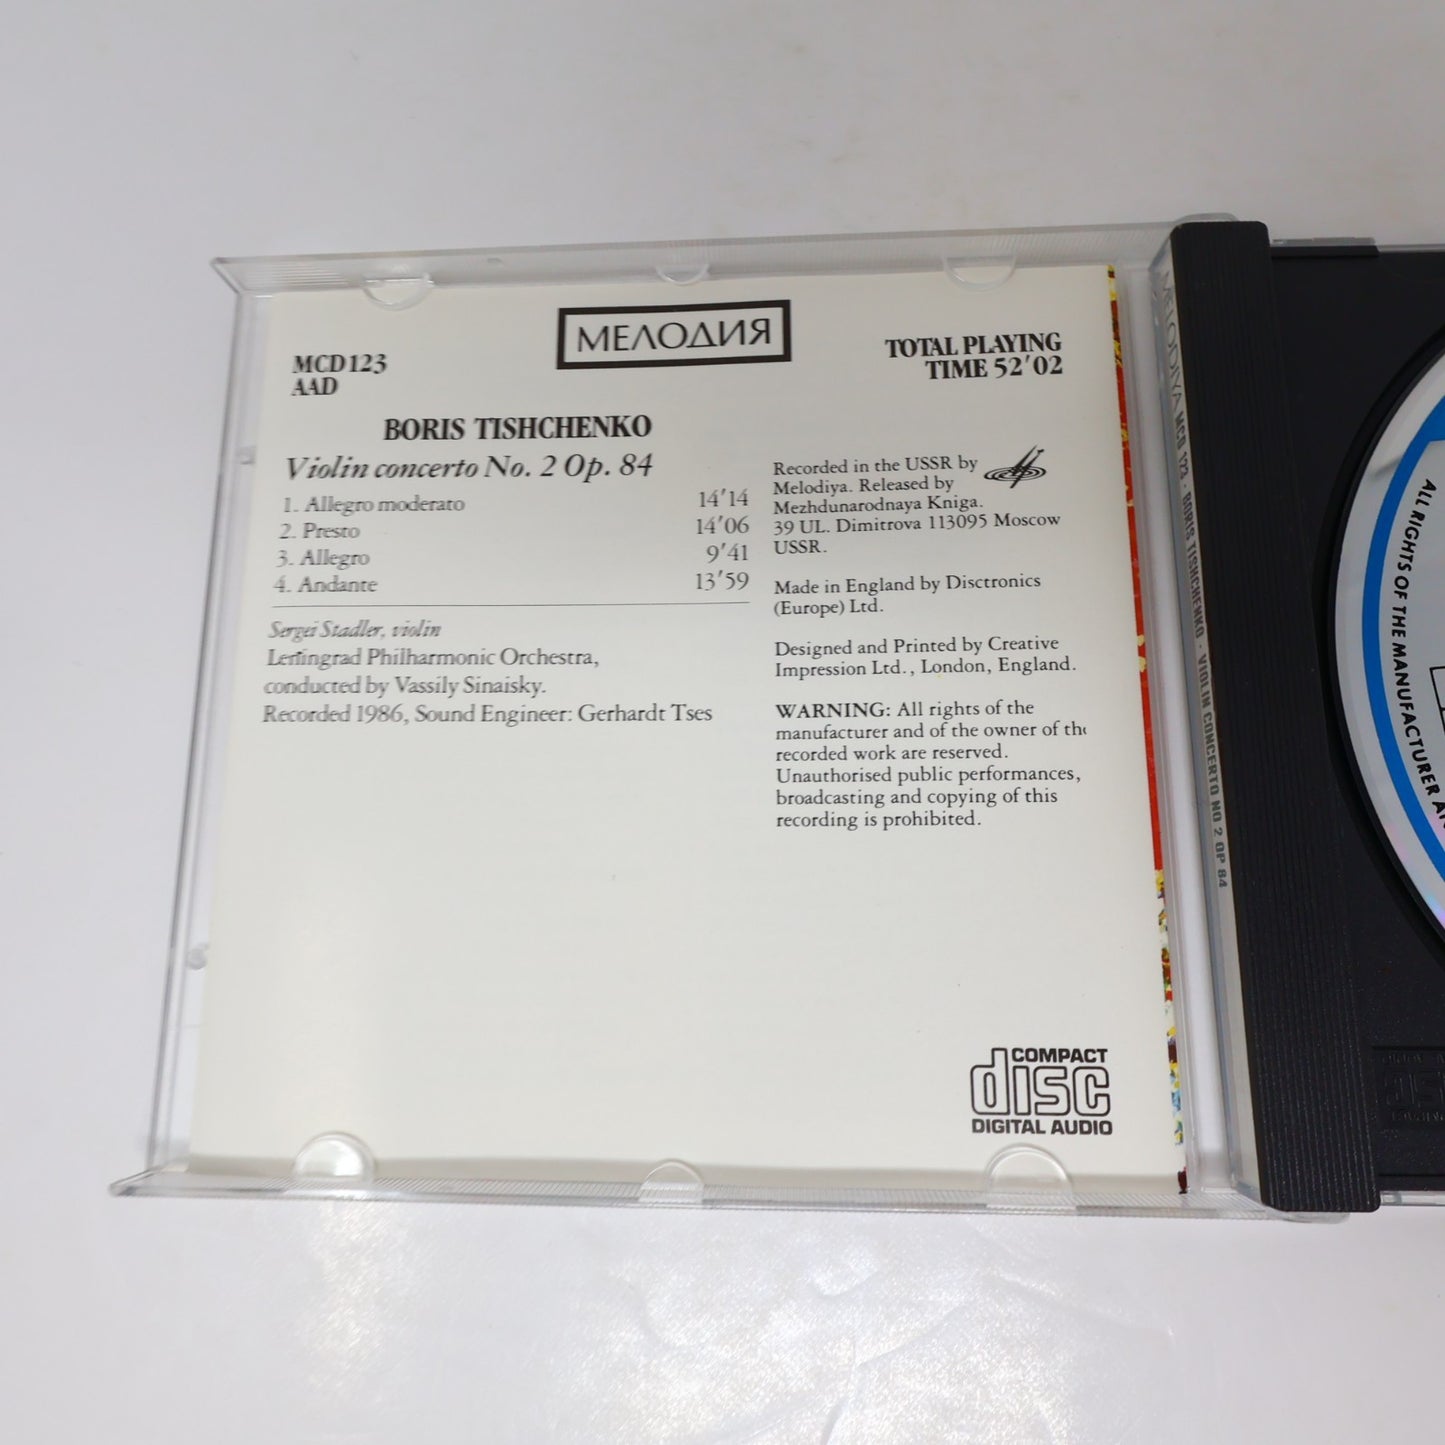 МЕЛОДИЯ
MCD123
AAD
TOTAL PLAYING
TIME 52'02
BORIS TISHCHENKO
Violin concerto No. 2 Op. 84
1. Allegro moderato 14'14
2. Presto 14'06
3. Allegro 9'41
4. Andante 13'59
Sergei Stadler, violin
Leningrad Philharmonic Orchestra,
conducted by Vassily Sinaisky.
Recorded 1986, Sound Engineer: Gerhardt Tses
Recorded in the USSR by
Melodiya. Released by
Mezhdunarodnaya Kniga.
39 UL. Dimitrova 113095 Moscow
USSR.
Made in England by Disctronics
(Europe) Ltd.
Designed and Printed by Creative
Impression Ltd., London, England.
WARNING: All rights of the
manufacturer and of the owner of th
recorded work are reserved.
Unauthorised public performances,
broadcasting and copying of this
recording is prohibited.
COMPACT
disc
DIGITAL AUDIO
MELODIYA MCD 123 · BORIS TISHCHENKO · VIOLIN CONCERTO NO 2 OP 84
ALL RIGHTS OF THE MANUFACTURER